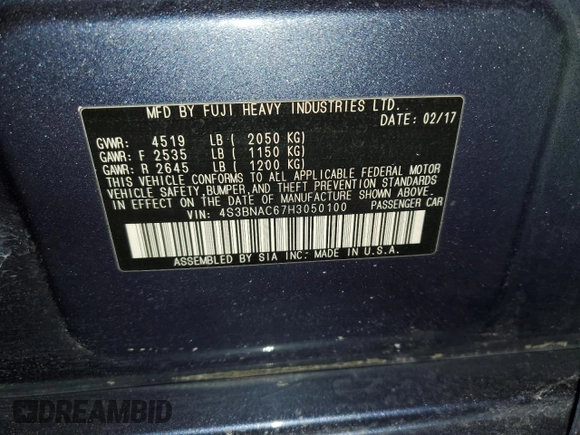 MFD BY FUJI HEAVY INDUSTRIES LTD.
DATE: 02/17
GVWR: 4519 LB ( 2050 KG)
GAWR: F 2535 LB ( 1150 KG)
GAWR: R 2645 LB ( 1200 KG)
THIS VEHICLE CONFORMS TO ALL APPLICABLE FEDERAL MOTOR
VEHICLE SAFETY, BUMPER, AND THEFT PREVENTION STANDARDS
IN EFFECT ON THE DATE OF MANUFACTURE SHOWN ABOVE.
VIN: 4S3BNAC67H3050100 PASSENGER CAR
ASSEMBLED BY SIA INC: MADE IN U.S.A.
DREAMBID